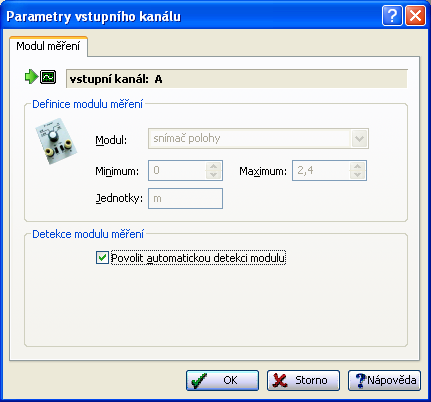 Parametry vstupního kanálu
Modul měření
vstupní kanál: A
Definice modulu měření
Modul: snímač polohy
Minimum: 0 Maximum: 2,4
Jednotky: m
Detekce modulu měření
Povolit automatickou detekci modulu
OK Storno Nápověda